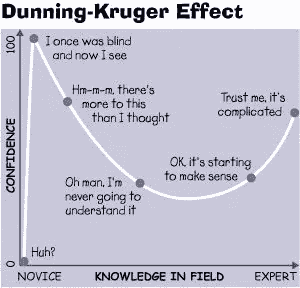 Dunning-Kruger Effect
100
I once was blind
and now I see
Hm-m-m, there's
more to this
than I thought
Trust me, it's
complicated
CONFIDENCE
OK, it's starting
to make sense
Oh man, I'm
never going to
understand it
Huh?
0
NOVICE KNOWLEDGE IN FIELD EXPERT